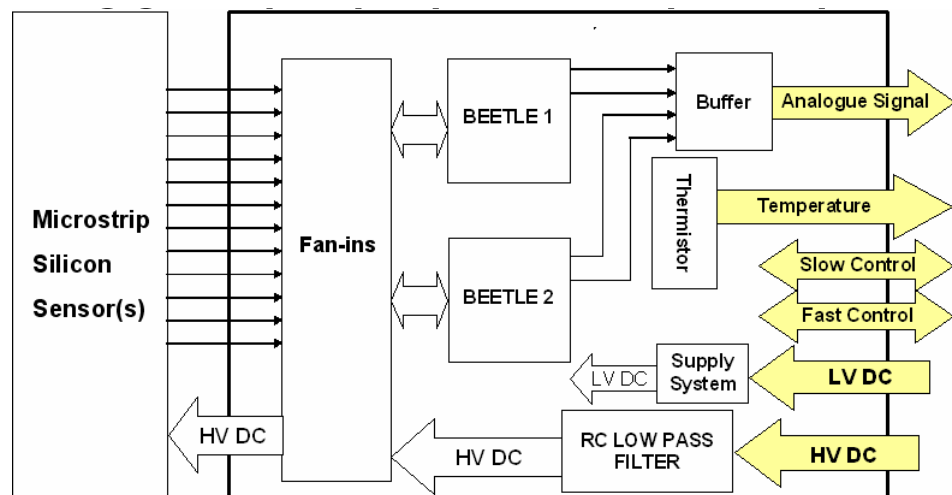 Microstrip
Silicon
Sensor(s)
Fan-ins
BEETLE 1
BEETLE 2
Buffer
Analogue Signal
Thermistor
Temperature
Slow Control
Fast Control
LV DC
Supply
System
LV DC
HV DC
HV DC
RC LOW PASS
FILTER
HV DC